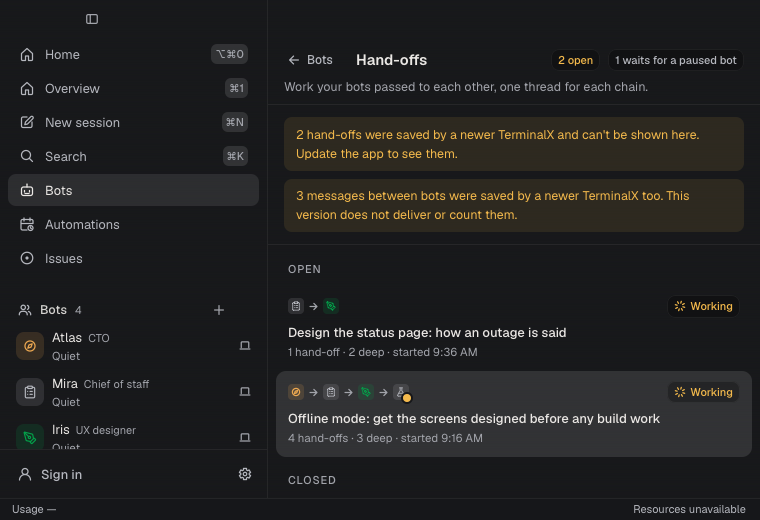 Home ⌥⌘0
Overview ⌘1
New session ⌘N
Search ⌘K
Bots
Automations
Issues
Bots 4
Atlas CTO
Quiet
Mira Chief of staff
Quiet
Iris UX designer
Quiet
Sign in
Bots Hand-offs 2 open 1 waits for a paused bot
Work your bots passed to each other, one thread for each chain.
2 hand-offs were saved by a newer TerminalX and can't be shown here.
Update the app to see them.
3 messages between bots were saved by a newer TerminalX too. This
version does not deliver or count them.
OPEN
Working
Design the status page: how an outage is said
1 hand-off · 2 deep · started 9:36 AM
Working
Offline mode: get the screens designed before any build work
4 hand-offs · 3 deep · started 9:16 AM
CLOSED
Usage —
Resources unavailable